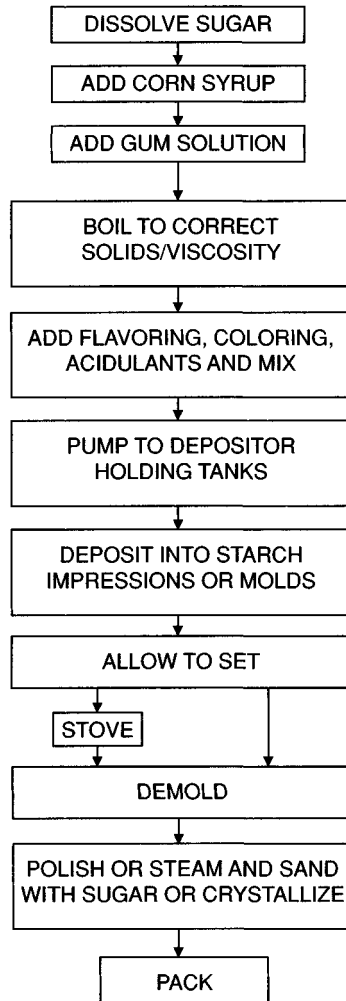 DISSOLVE SUGAR
ADD CORN SYRUP
ADD GUM SOLUTION
BOIL TO CORRECT
SOLIDS/VISCOSITY
ADD FLAVORING, COLORING,
ACIDULANTS AND MIX
PUMP TO DEPOSITOR
HOLDING TANKS
DEPOSIT INTO STARCH
IMPRESSIONS OR MOLDS
ALLOW TO SET
STOVE
DEMOLD
POLISH OR STEAM AND SAND
WITH SUGAR OR CRYSTALLIZE
PACK